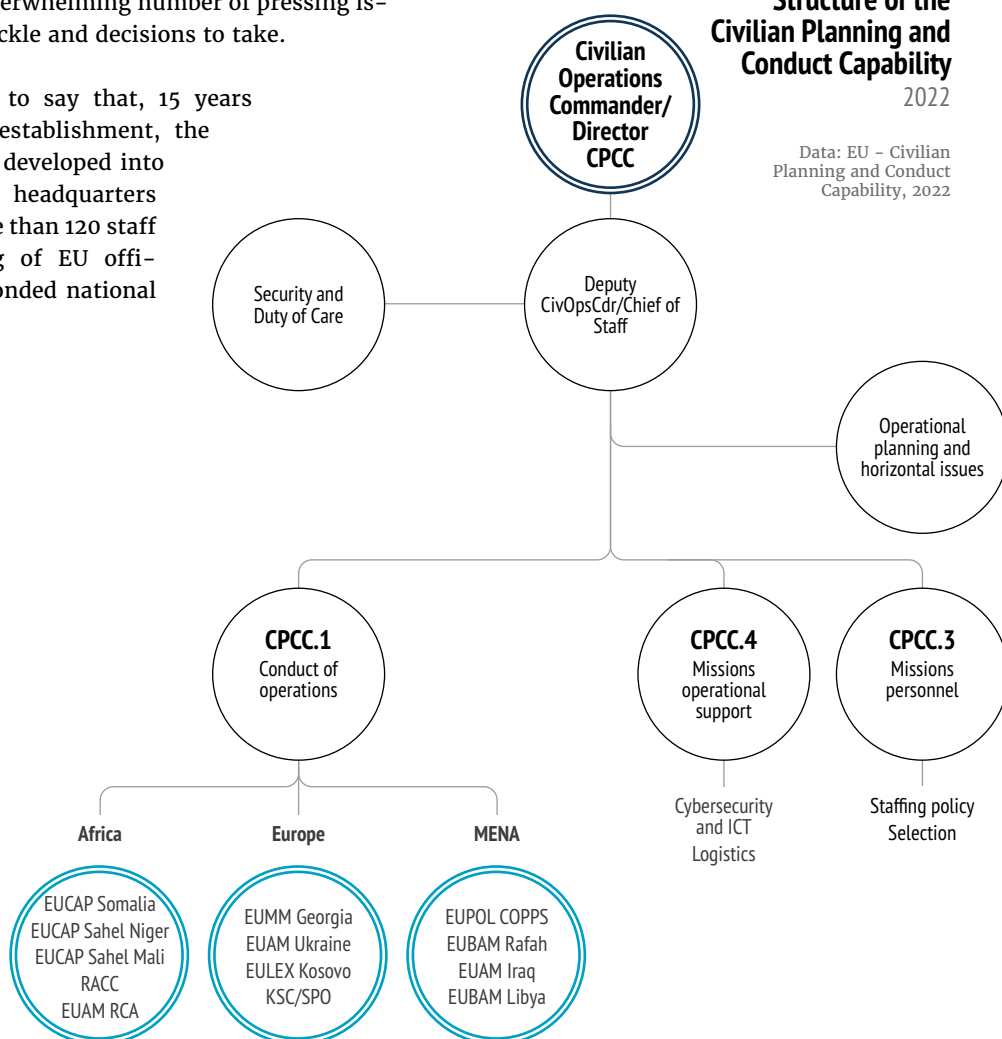 number of pressing is-
ckle and decisions to take.
to say that, 15 years
establishment, the
developed into
headquarters
e than 120 staff
g of EU offi-
onded national
Structure of the
Civilian Planning and
Conduct Capability
2022
Data: EU - Civilian
Planning and Conduct
Capability, 2022
Civilian
Operations
Commander/
Director
CPCC
Security and
Duty of Care
Deputy
CivOpsCdr/Chief of
Staff
Operational
planning and
horizontal issues
CPCC.1
Conduct of
operations
CPCC.4
Missions
operational
support
CPCC.3
Missions
personnel
Cybersecurity
and ICT
Logistics
Staffing policy
Selection
Africa
Europe
MENA
EUCAP Somalia
EUCAP Sahel Niger
EUCAP Sahel Mali
RACC
EUAM RCA
EUMM Georgia
EUAM Ukraine
EULEX Kosovo
KSC/SPO
EUPOL COPPS
EUBAM Rafah
EUAM Iraq
EUBAM Libya